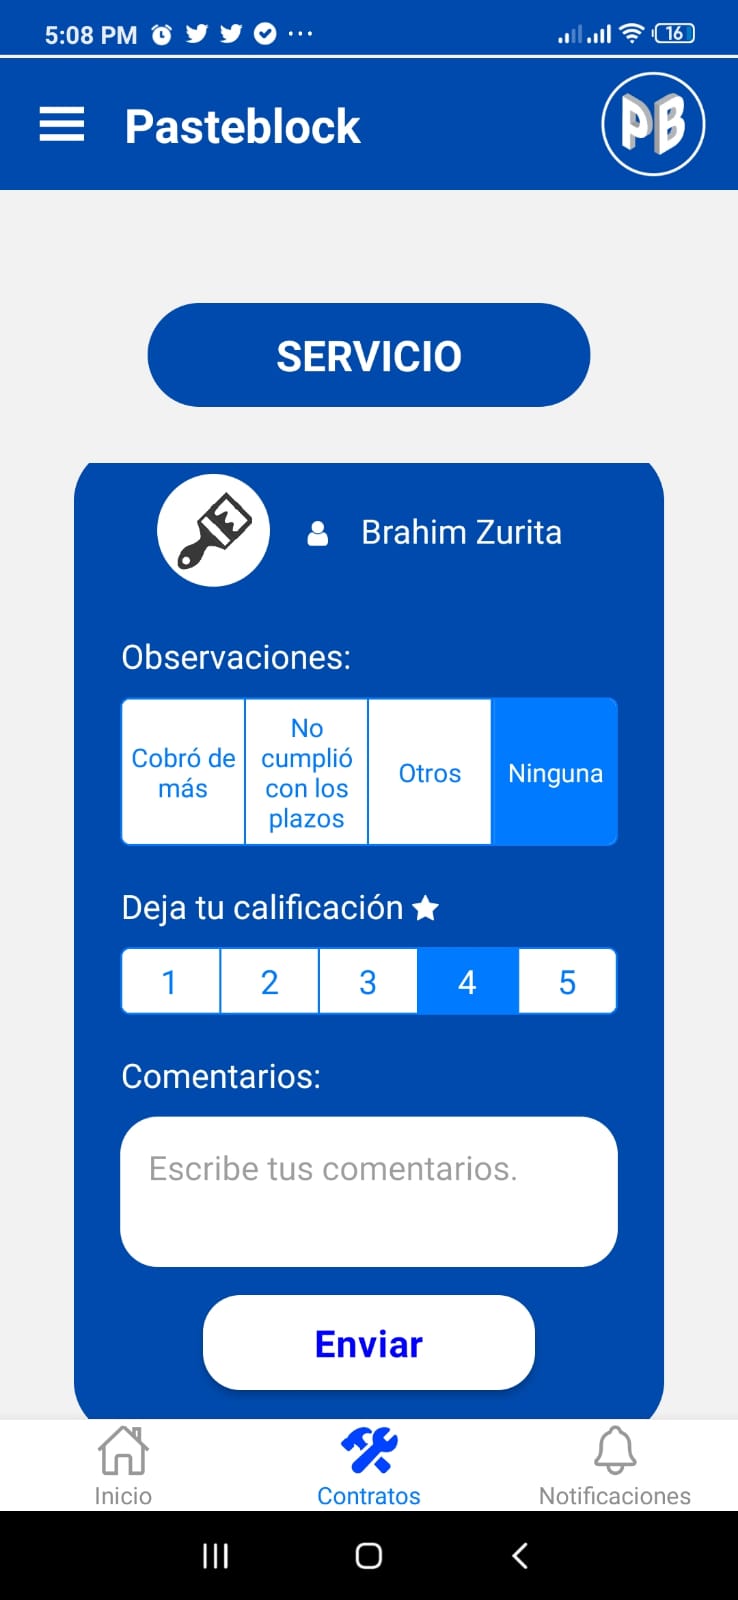 5:08 PM
16
Pasteblock
PB
SERVICIO
Brahim Zurita
Observaciones:
Cobró de
más
No
cumplió
con los
plazos
Otros
Ninguna
Deja tu calificación
1 2 3 4 5
Comentarios:
Escribe tus comentarios.
Enviar
Inicio
Contratos
Notificaciones